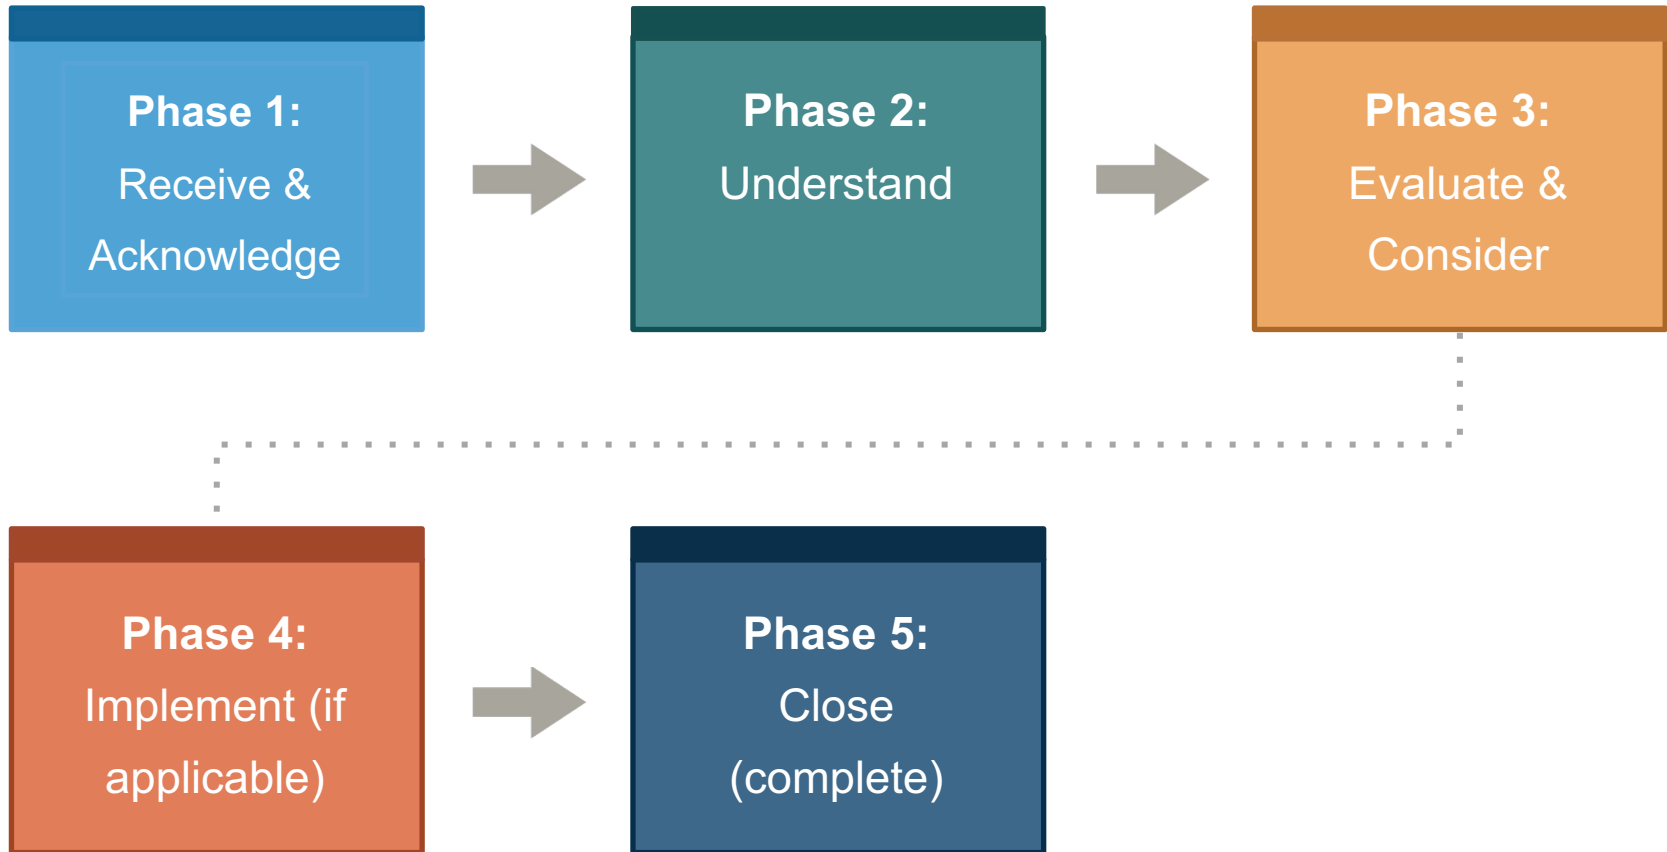 Phase 1:
Receive &
Acknowledge
Phase 2:
Understand
Phase 3:
Evaluate &
Consider
Phase 4:
Implement (if
applicable)
Phase 5:
Close
(complete)